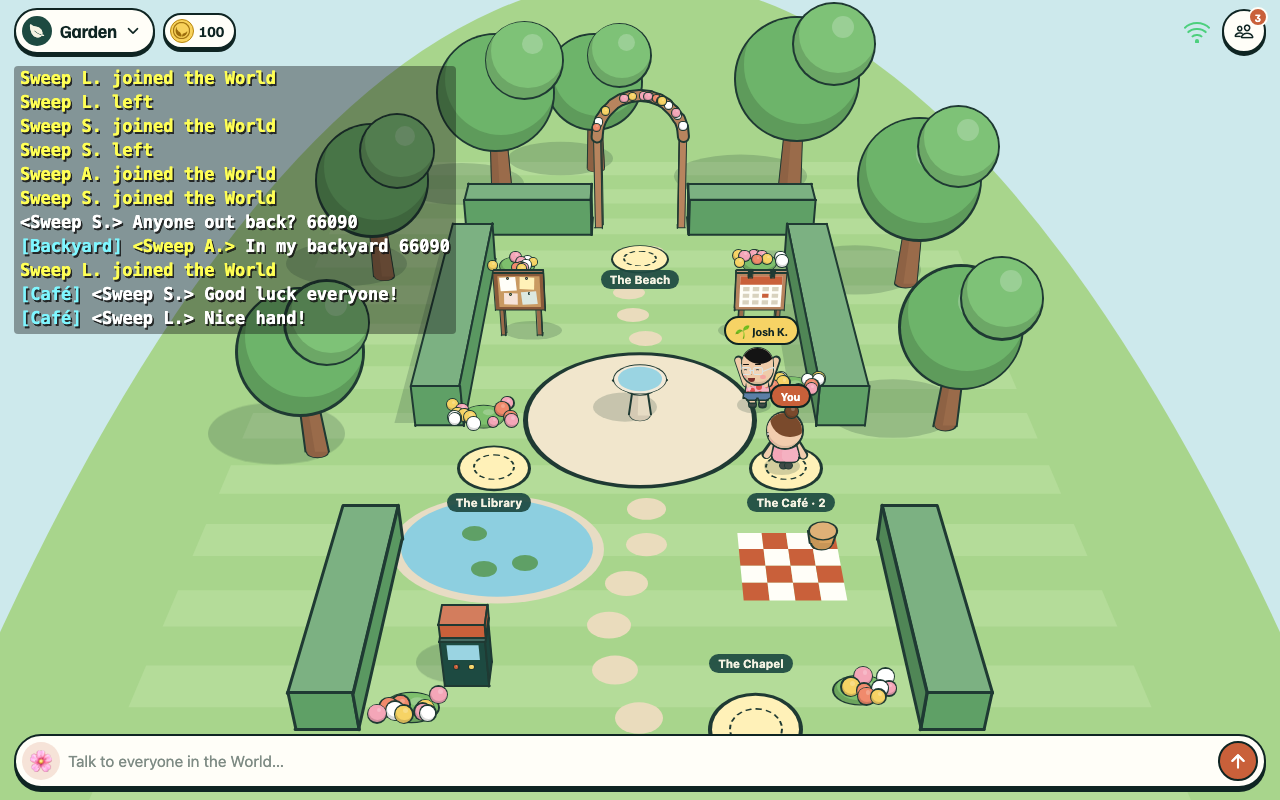 Garden
100
3
Sweep L. joined the World
Sweep L. left
Sweep S. joined the World
Sweep S. left
Sweep A. joined the World
Sweep S. joined the World
<Sweep S.> Anyone out back? 66090
[Backyard] <Sweep A.> In my backyard 66090
Sweep L. joined the World
[Café] <Sweep S.> Good luck everyone!
[Café] <Sweep L.> Nice hand!
The Beach
Josh K.
You
The Library
The Café · 2
The Chapel
Talk to everyone in the World...